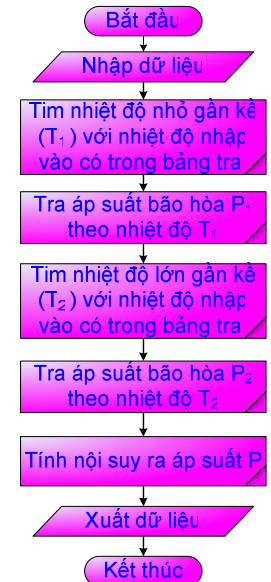 Bắt đầu
Nhập dữ liệu
Tim nhiệt độ nhỏ gần kề
(T₁) với nhiệt độ nhập
vào có trong bảng tra
Tra áp suất bão hòa P₁
theo nhiệt độ T₁
Tim nhiệt độ lớn gần kề
(T₂) với nhiệt độ nhập
vào có trong bảng tra
Tra áp suất bão hòa P₂
theo nhiệt độ T₂
Tính nội suy ra áp suất P
Xuất dữ liệu
Kết thúc